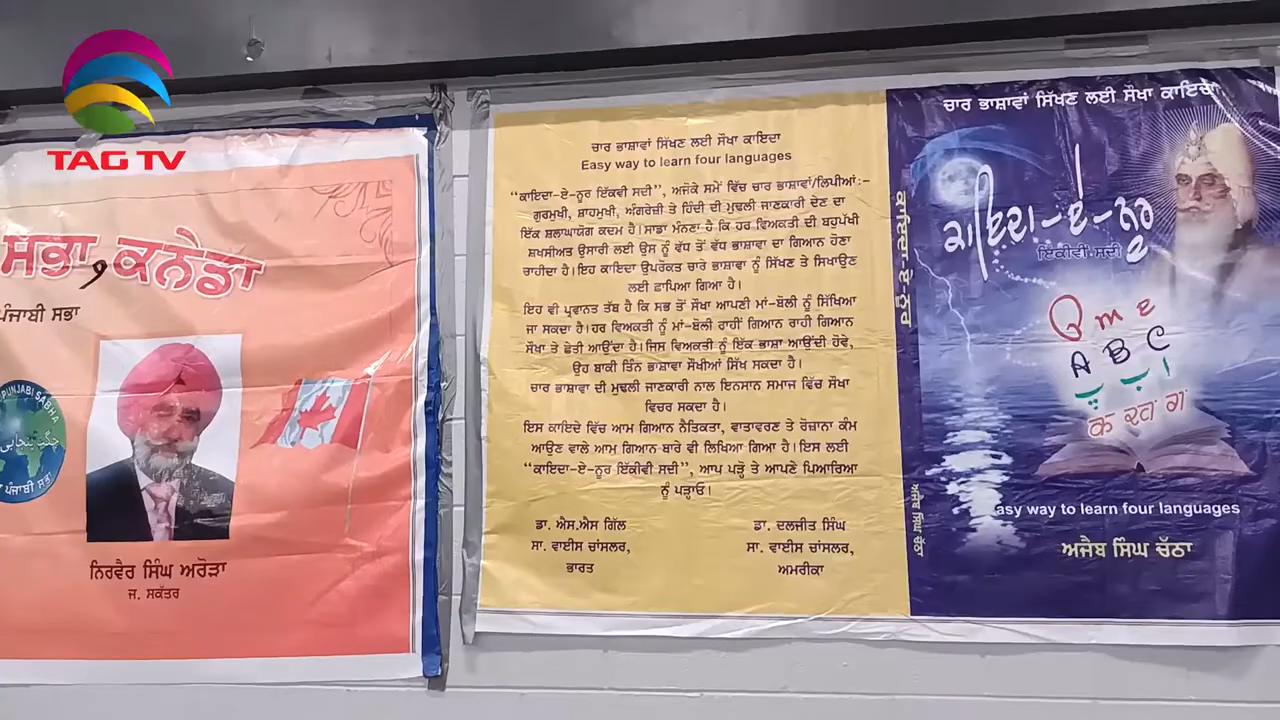 TAG TV
ਸਭਾ, ਕਨੇਡਾ
ਪੰਜਾਬੀ ਸਭਾ
PUNJABI SABHA
ਪੰਜਾਬੀ ਸਭਾ
ਨਿਰਵੈਰ ਸਿੰਘ ਅਰੋੜਾ
ਜ. ਸਕੱਤਰ
ਚਾਰ ਭਾਸ਼ਾਵਾਂ ਸਿੱਖਣ ਲਈ ਸੌਖਾ ਕਾਇਦਾ
Easy way to learn four languages
“ਕਾਇਦਾ-ਏ-ਨੂਰ ਇੱਕਵੀ ਸਦੀ”, ਅਜੋਕੇ ਸਮੇਂ ਵਿੱਚ ਚਾਰ ਭਾਸ਼ਾਵਾਂ/ਲਿਪੀਆਂ:-
ਗੁਰਮੁਖੀ, ਸ਼ਾਹਮੁਖੀ, ਅੰਗਰੇਜ਼ੀ ਤੇ ਹਿੰਦੀ ਦੀ ਮੁਢਲੀ ਜਾਣਕਾਰੀ ਦੇਣ ਦਾ
ਇੱਕ ਸ਼ਲਾਘਾਯੋਗ ਕਦਮ ਹੈ। ਸਾਡਾ ਮੰਨਣਾ ਹੈ ਕਿ ਹਰ ਵਿਅਕਤੀ ਦੀ ਬਹੁਪੱਖੀ
ਸ਼ਖਸੀਅਤ ਉਸਾਰੀ ਲਈ ਉਸ ਨੂੰ ਵੱਧ ਤੋਂ ਵੱਧ ਭਾਸ਼ਾਵਾ ਦਾ ਗਿਆਨ ਹੋਣਾ
ਚਾਹੀਦਾ ਹੈ। ਇਹ ਕਾਇਦਾ ਉਪਰੋਕਤ ਚਾਰੇ ਭਾਸ਼ਾਵਾ ਨੂੰ ਸਿੱਖਣ ਤੇ ਸਿਖਾਉਣ
ਲਈ ਛਾਪਿਆ ਗਿਆ ਹੈ।
ਇਹ ਵੀ ਪ੍ਰਵਾਨਤ ਤੱਥ ਹੈ ਕਿ ਸਭ ਤੋਂ ਸੌਖਾ ਆਪਣੀ ਮਾਂ-ਬੋਲੀ ਨੂੰ ਸਿੱਖਿਆ
ਜਾ ਸਕਦਾ ਹੈ। ਹਰ ਵਿਅਕਤੀ ਨੂੰ ਮਾਂ-ਬੋਲੀ ਰਾਹੀਂ ਗਿਆਨ ਰਾਹੀ ਗਿਆਨ
ਸੌਖਾ ਤੇ ਛੇਤੀ ਆਉਂਦਾ ਹੈ। ਜਿਸ ਵਿਅਕਤੀ ਨੂੰ ਇੱਕ ਭਾਸ਼ਾ ਆਉਂਦੀ ਹੋਵੇ,
ਉਹ ਬਾਕੀ ਤਿੰਨ ਭਾਸ਼ਾਵਾ ਸੌਖੀਆਂ ਸਿੱਖ ਸਕਦਾ ਹੈ।
ਚਾਰ ਭਾਸ਼ਾਵਾ ਦੀ ਮੁਢਲੀ ਜਾਣਕਾਰੀ ਨਾਲ ਇਨਸਾਨ ਸਮਾਜ ਵਿੱਚ ਸੌਖਾ
ਵਿਚਰ ਸਕਦਾ ਹੈ।
ਇਸ ਕਾਇਦੇ ਵਿੱਚ ਆਮ ਗਿਆਨ ਨੈਤਿਕਤਾ, ਵਾਤਾਵਰਣ ਤੇ ਰੋਜ਼ਾਨਾ ਕੰਮ
ਆਉਣ ਵਾਲੇ ਆਮ ਗਿਆਨ ਬਾਰੇ ਵੀ ਲਿਖਿਆ ਗਿਆ ਹੈ। ਇਸ ਲਈ
“ਕਾਇਦਾ-ਏ-ਨੂਰ ਇੱਕੀਵੀ ਸਦੀ”, ਆਪ ਪੜ੍ਹੋ ਤੇ ਆਪਣੇ ਪਿਆਰਿਆ
ਨੂੰ ਪੜ੍ਹਾਓ।
ਡਾ. ਐਸ.ਐਸ ਗਿੱਲ
ਸਾ. ਵਾਈਸ ਚਾਂਸਲਰ,
ਭਾਰਤ
ਡਾ. ਦਲਜੀਤ ਸਿੰਘ
ਸਾ. ਵਾਈਸ ਚਾਂਸਲਰ,
ਅਮਰੀਕਾ
ਕਾਇਦਾ-ਏ-ਨੂਰ
ਅਜੈਬ ਸਿੰਘ ਚੱਠਾ
ਚਾਰ ਭਾਸ਼ਾਵਾਂ ਸਿੱਖਣ ਲਈ ਸੌਖਾ ਕਾਇਦਾ
ਕਾਇਦਾ-ਏ-ਨੂਰ
ਇਕੀਵੀਂ ਸਦੀ
ੳ ਅ ੲ
A B C
ا ب پ
क ख ग
Easy way to learn four languages
ਅਜੈਬ ਸਿੰਘ ਚੱਠਾ